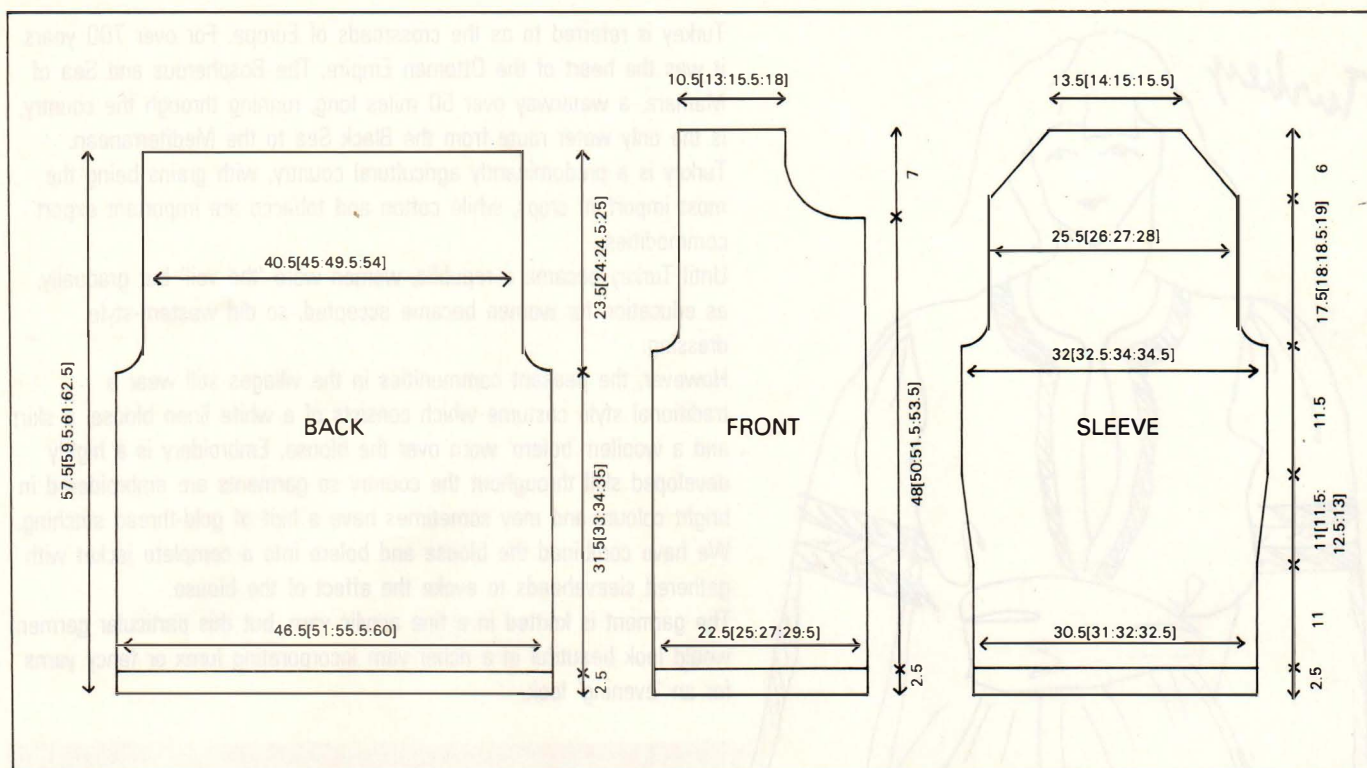 57.5[59.5:61:62.5]
40.5[45:49.5:54]
BACK
46.5[51:55.5:60]
23.5[24:24.5:25]
31.5[33:34:35]
2.5
10.5[13:15.5:18]
FRONT
22.5[25:27:29:5]
7
48[50:51.5:53.5]
2.5
13.5[14:15:15.5]
25.5[26:27:28]
32[32.5:34:34.5]
SLEEVE
30.5[31:32:32.5]
6
17.5[18:18.5:19]
11.5
11[11.5:
12.5:13]
11
2.5
Turkey
Turkey is referred to as the crossroads of Europe. For over 700 years
it was the heart of the Ottoman Empire. The Bospherous and Sea of
Marmara, a waterway over 50 miles long, running through the country,
is the only water route from the Black Sea to the Mediterranean.
Turkey is a predominantly agricultural country, with grains being the
most important crops, while cotton and tobacco are important export
commodities.
Until Turkey became a republic, women wore the veil but gradually,
as education for women became accepted, so did western-style
dressing.
However, the peasant communities in the villages still wear a
traditional style costume which consists of a white linen blouse, a skirt
and a woollen 'bolero' worn over the blouse. Embroidery is a highly
developed skill throughout the country so garments are embroidered in
bright colours and may sometimes have a hint of gold-thread stitching.
We have combined the blouse and bolero into a complete jacket with
gathered sleeveheads to evoke the effect of the blouse.
The garment is knitted in a fine yarn, but this particular garment
would look beautiful in a yarn incorporating lurex or fancy yarns
for an evening look.